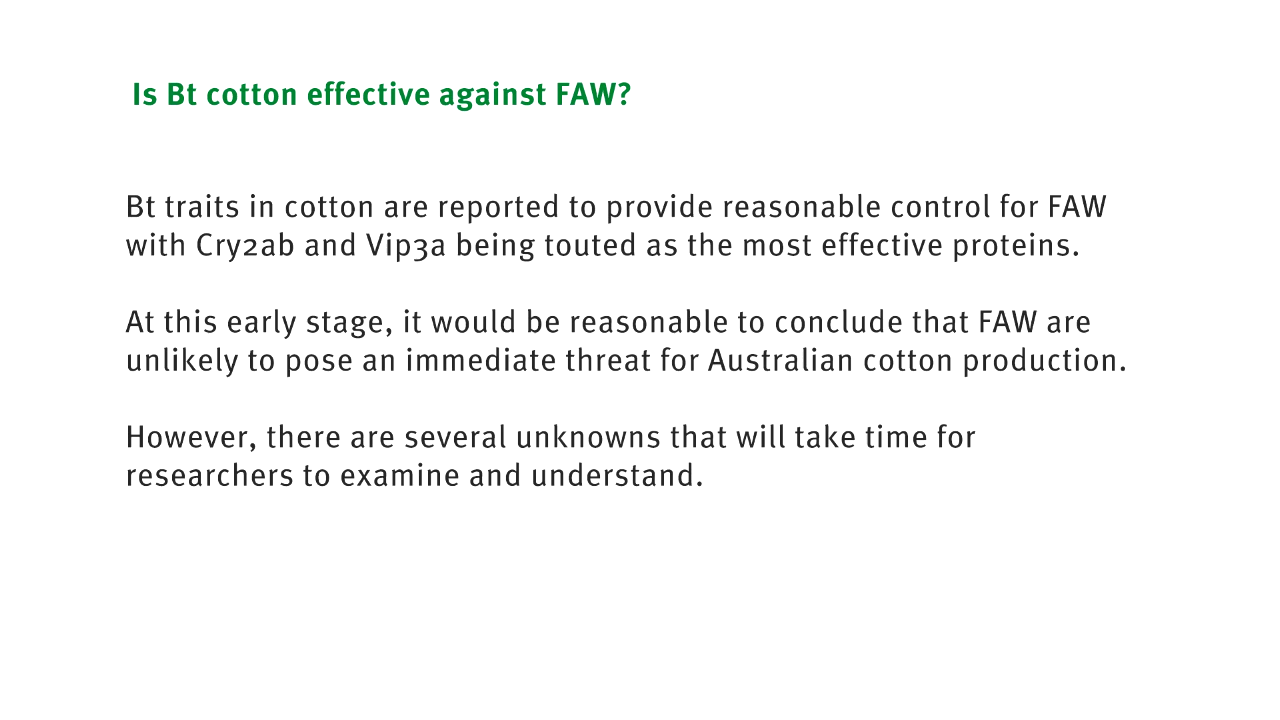 Is Bt cotton effective against FAW?
Bt traits in cotton are reported to provide reasonable control for FAW
with Cry2ab and Vip3a being touted as the most effective proteins.
At this early stage, it would be reasonable to conclude that FAW are
unlikely to pose an immediate threat for Australian cotton production.
However, there are several unknowns that will take time for
researchers to examine and understand.